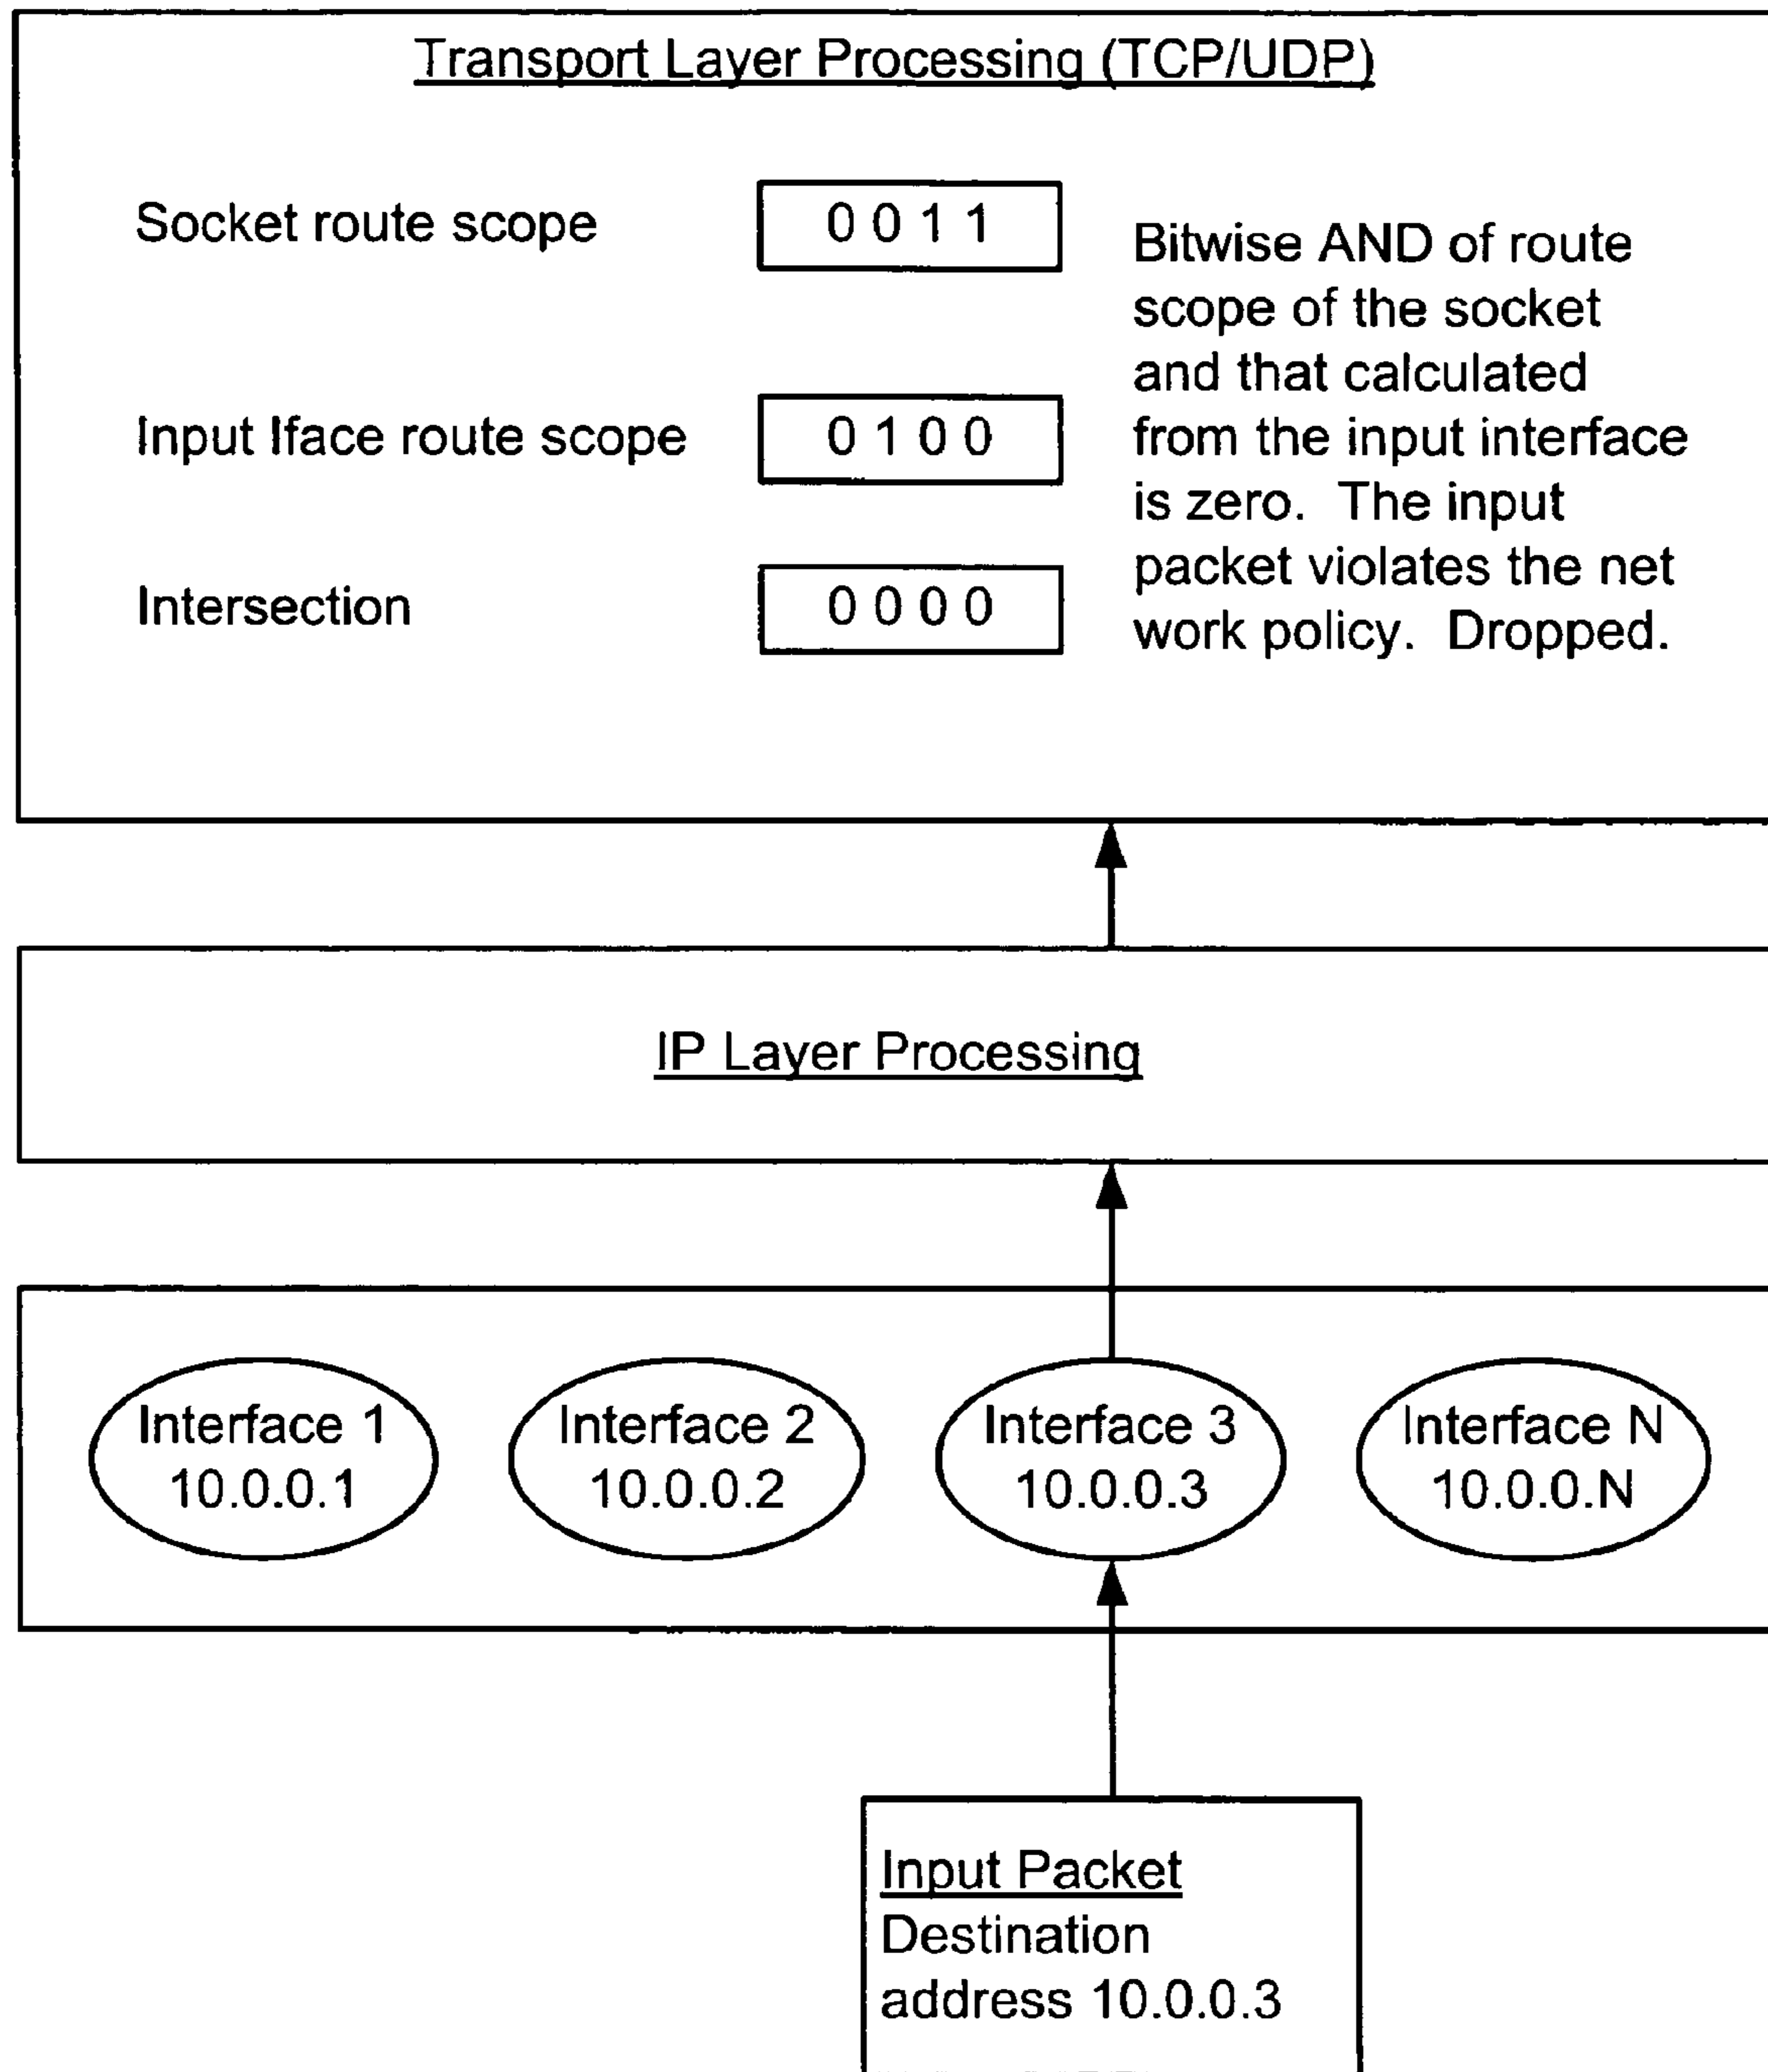 Transport Layer Processing (TCP/UDP)
Socket route scope
0 0 1 1
Input Iface route scope
0 1 0 0
Intersection
0 0 0 0
Bitwise AND of route
scope of the socket
and that calculated
from the input interface
is zero. The input
packet violates the net
work policy. Dropped.
IP Layer Processing
Interface 1
10.0.0.1
Interface 2
10.0.0.2
Interface 3
10.0.0.3
Interface N
10.0.0.N
Input Packet
Destination
address 10.0.0.3